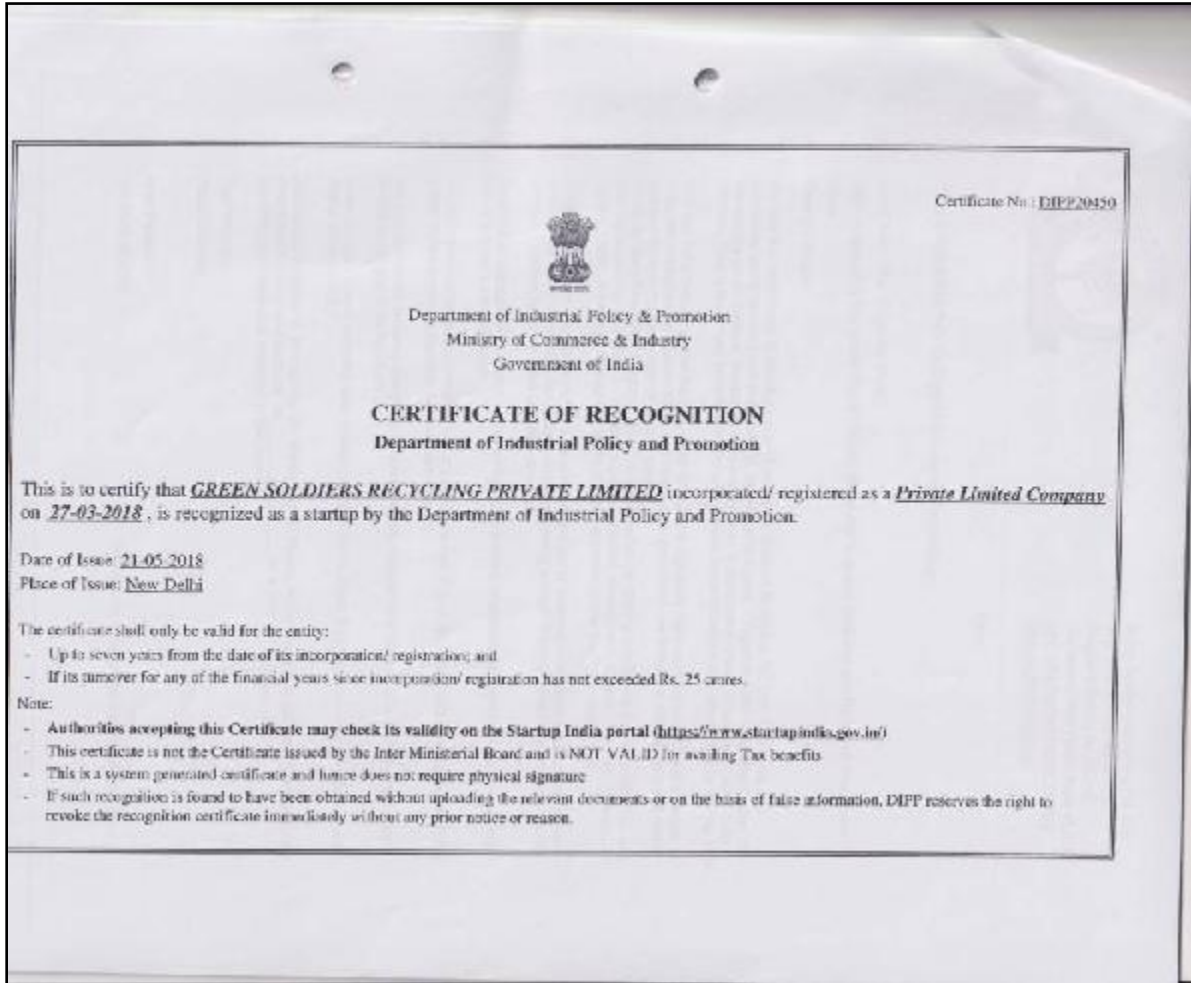 Certificate No : DIPP20450
Department of Industrial Policy & Promotion
Ministry of Commerce & Industry
Government of India
CERTIFICATE OF RECOGNITION
Department of Industrial Policy and Promotion
This is to certify that GREEN SOLDIERS RECYCLING PRIVATE LIMITED incorporated/ registered as a Private Limited Company
on 27-03-2018 , is recognized as a startup by the Department of Industrial Policy and Promotion.
Date of Issue: 21-05-2018
Place of Issue: New Delhi
The certificate shall only be valid for the entity:
- Up to seven years from the date of its incorporation/ registration; and
- If its turnover for any of the financial years since incorporation/ registration has not exceeded Rs. 25 crores.
Note:
- Authorities accepting this Certificate may check its validity on the Startup India portal (https://www.startupindia.gov.in/)
- This certificate is not the Certificate issued by the Inter Ministerial Board and is NOT VALID for availing Tax benefits
- This is a system generated certificate and hence does not require physical signature
- If such recognition is found to have been obtained without uploading the relevant documents or on the basis of false information, DIPP reserves the right to
revoke the recognition certificate immediately without any prior notice or reason.